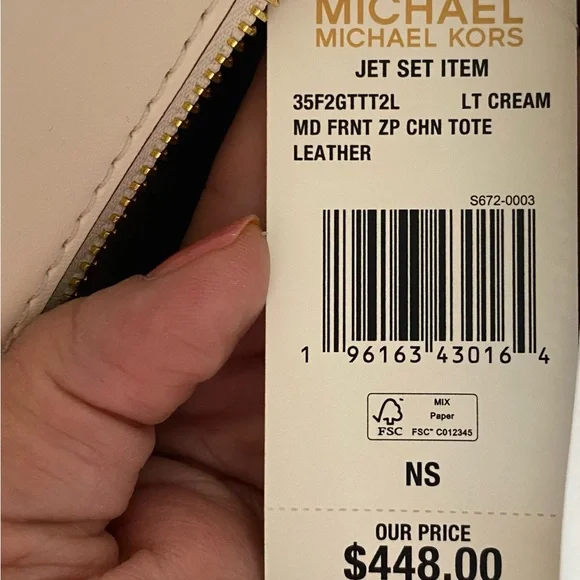 MICHAEL
MICHAEL KORS
JET SET ITEM
35F2GTTT2L LT CREAM
MD FRNT ZP CHN TOTE
LEATHER
S672-0003
1 96163 43016 4
FSC
MIX
Paper
FSC™ C012345
NS
OUR PRICE
$448.00